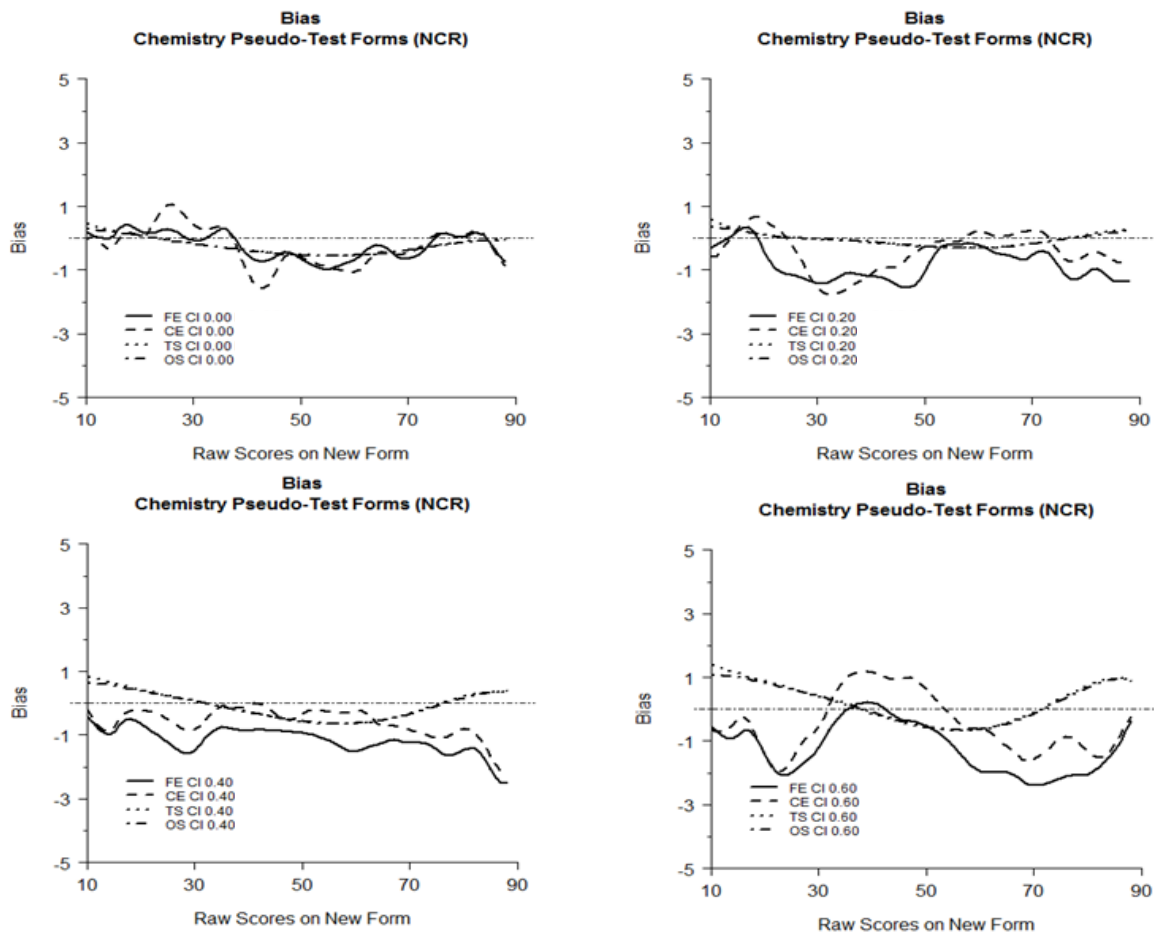 Bias
Chemistry Pseudo-Test Forms (NCR)
5
3
1
-1
-3
-5
Bias
FE CI 0.00
CE CI 0.00
TS CI 0.00
OS CI 0.00
10 30 50 70 90
Raw Scores on New Form
Bias
Chemistry Pseudo-Test Forms (NCR)
5
3
1
-1
-3
-5
Bias
FE CI 0.20
CE CI 0.20
TS CI 0.20
OS CI 0.20
10 30 50 70 90
Raw Scores on New Form
Bias
Chemistry Pseudo-Test Forms (NCR)
5
3
1
-1
-3
-5
Bias
FE CI 0.40
CE CI 0.40
TS CI 0.40
OS CI 0.40
10 30 50 70 90
Raw Scores on New Form
Bias
Chemistry Pseudo-Test Forms (NCR)
5
3
1
-1
-3
-5
Bias
FE CI 0.60
CE CI 0.60
TS CI 0.60
OS CI 0.60
10 30 50 70 90
Raw Scores on New Form